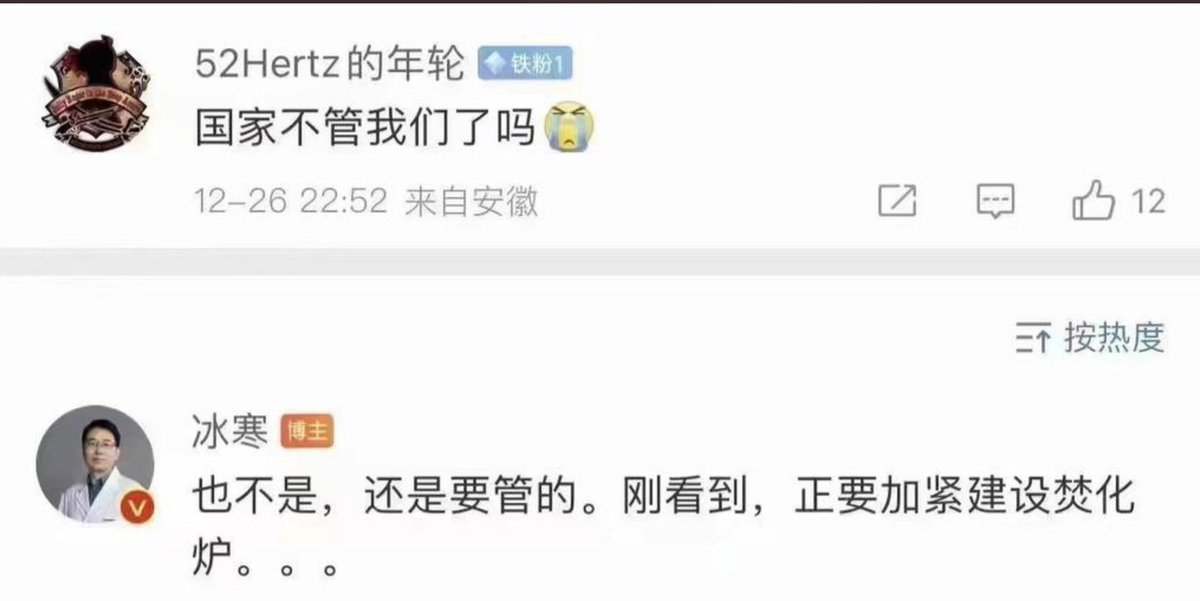 52Hertz的年轮 铁粉1
国家不管我们了吗
12-26 22:52 来自安徽 12
按热度
冰寒 博主
也不是，还是要管的。刚看到，正要加紧建设焚化
炉。。。